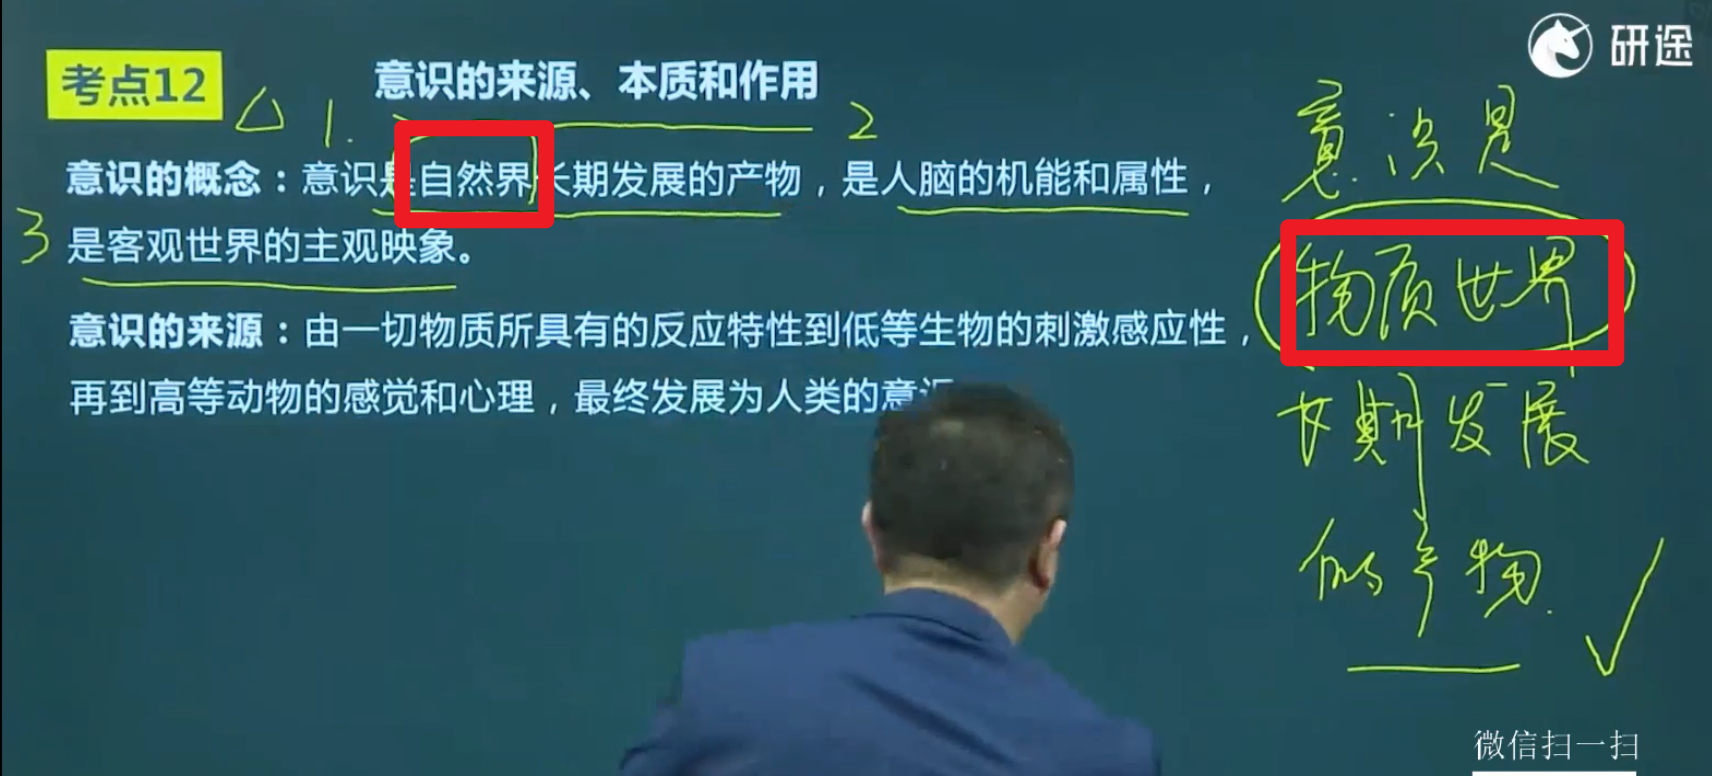 研途
考点12
意识的来源、本质和作用
1.
2
意识的概念：意识是自然界长期发展的产物，是人脑的机能和属性，
3
是客观世界的主观映象。
意识的来源：由一切物质所具有的反应特性到低等生物的刺激感应性，
再到高等动物的感觉和心理，最终发展为人类的意识
意识是
物质世界
长期发展
的产物.
微信扫一扫